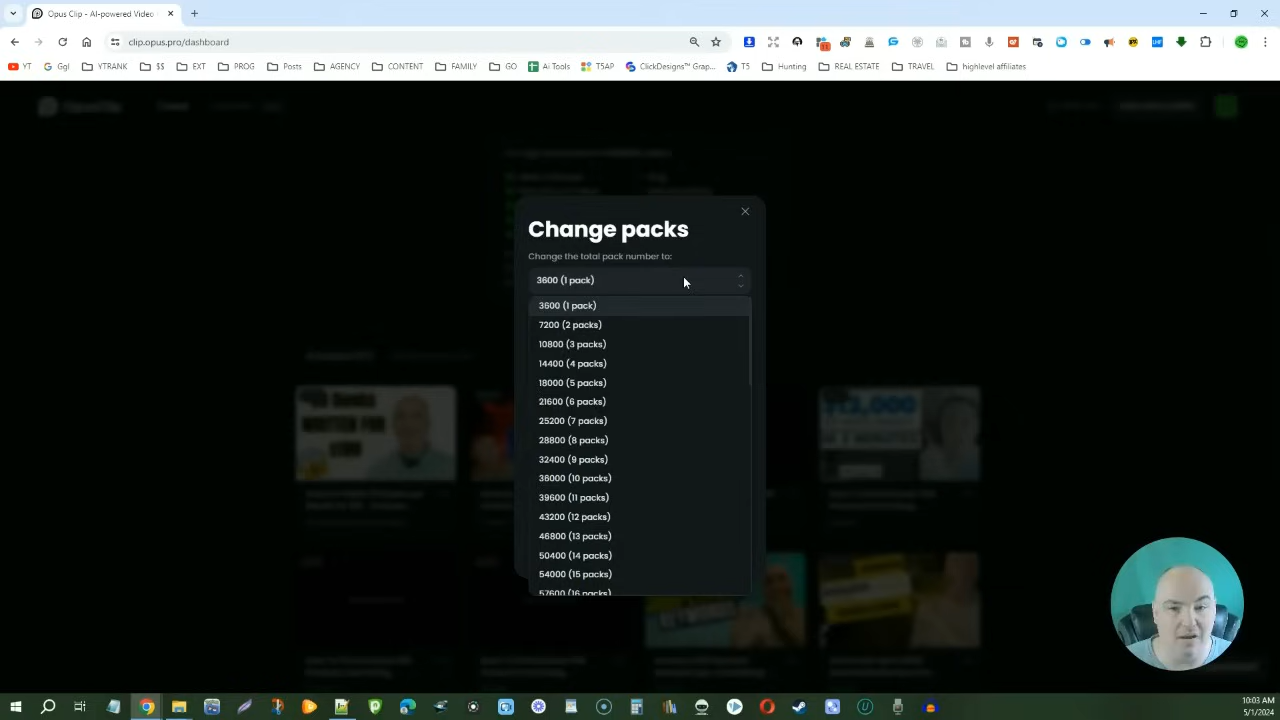 Opus Clip - AI-powered Video
clip.opus.pro/dashboard
YT
Ggl
YTRANK
$$
EXT
PROG
Posts
AGENCY
CONTENT
FAMILY
GO
Ai Tools
T5AP
ClickDesigns™ Grap...
T5
Hunting
REAL ESTATE
TRAVEL
highlevel affiliates
Change packs
Change the total pack number to:
3600 (1 pack)
3600 (1 pack)
7200 (2 packs)
10800 (3 packs)
14400 (4 packs)
18000 (5 packs)
21600 (6 packs)
25200 (7 packs)
28800 (8 packs)
32400 (9 packs)
36000 (10 packs)
39600 (11 packs)
43200 (12 packs)
46800 (13 packs)
50400 (14 packs)
54000 (15 packs)
57600 (16 packs)
10:03 AM
5/1/2024